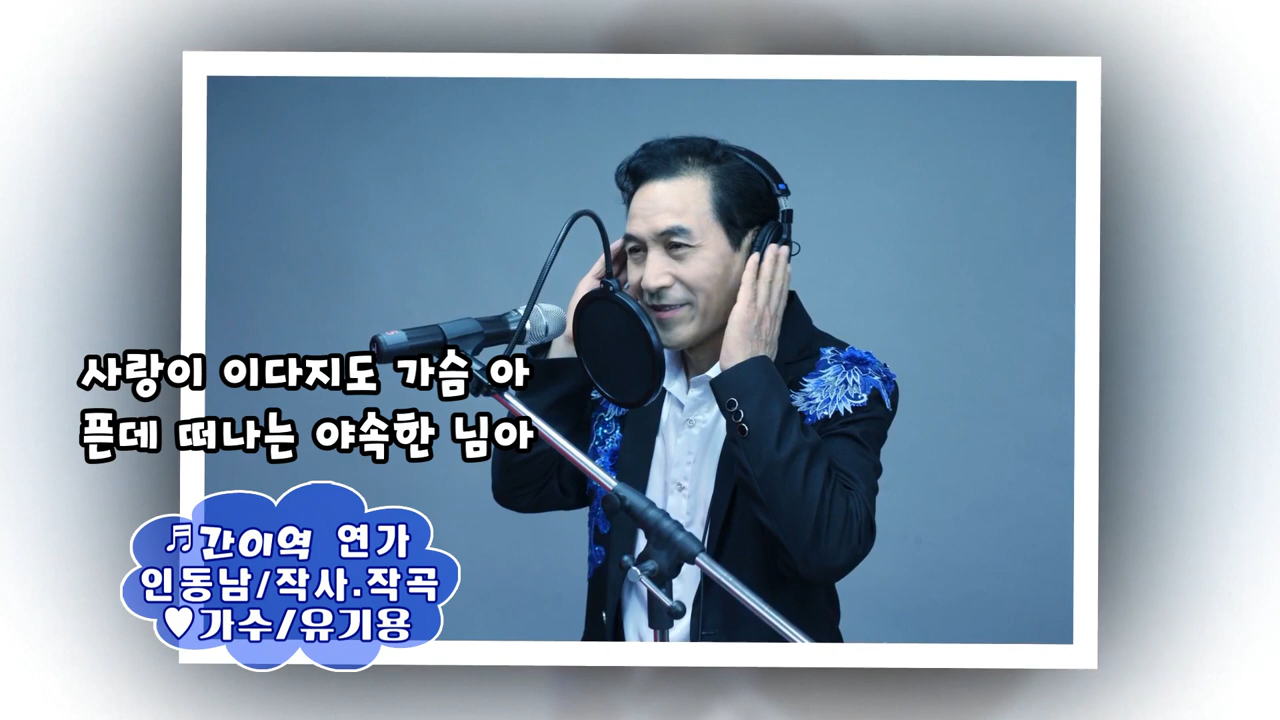 사랑이 이다지도 가슴 아
픈데 떠나는 야속한 님아
♬간이역 연가
인동남/작사.작곡
♥가수/유기용